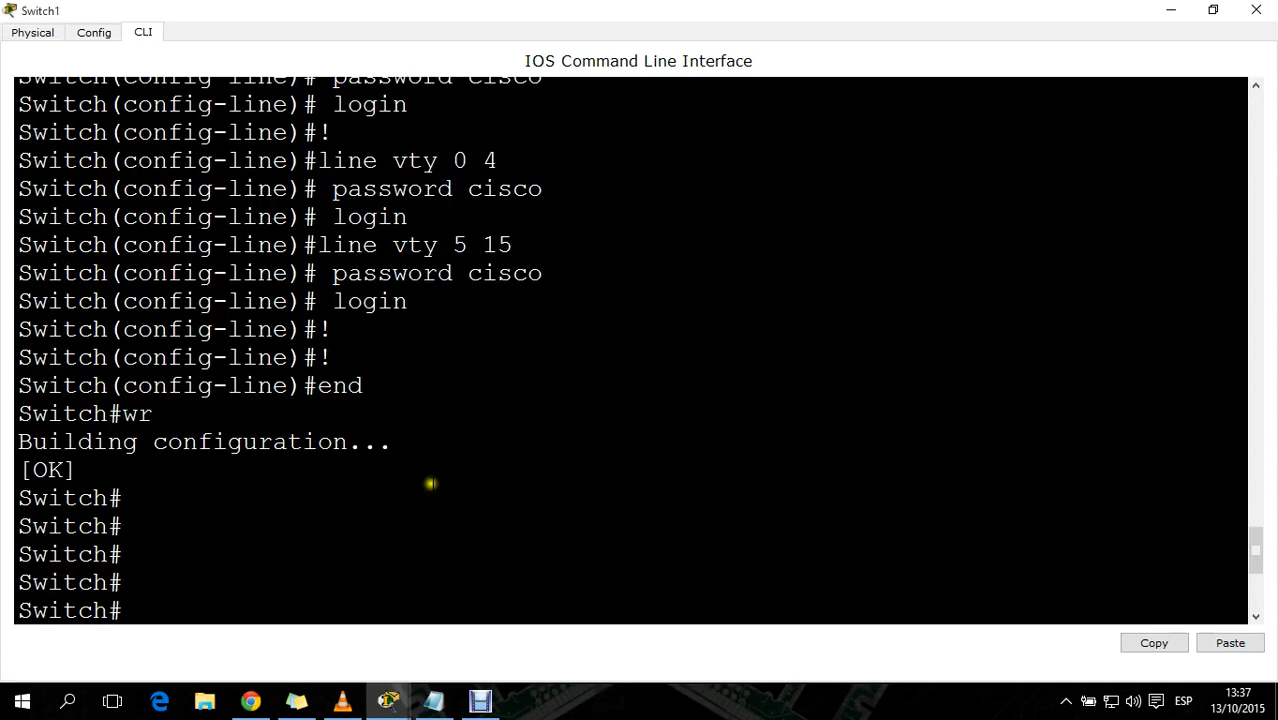 Switch1
Physical Config CLI
IOS Command Line Interface
Switch(config-line)# password cisco
Switch(config-line)# login
Switch(config-line)#!
Switch(config-line)#line vty 0 4
Switch(config-line)# password cisco
Switch(config-line)# login
Switch(config-line)#line vty 5 15
Switch(config-line)# password cisco
Switch(config-line)# login
Switch(config-line)#!
Switch(config-line)#!
Switch(config-line)#end
Switch#wr
Building configuration...
[OK]
Switch#
Switch#
Switch#
Switch#
Switch#
Copy Paste
ESP
13:37
13/10/2015